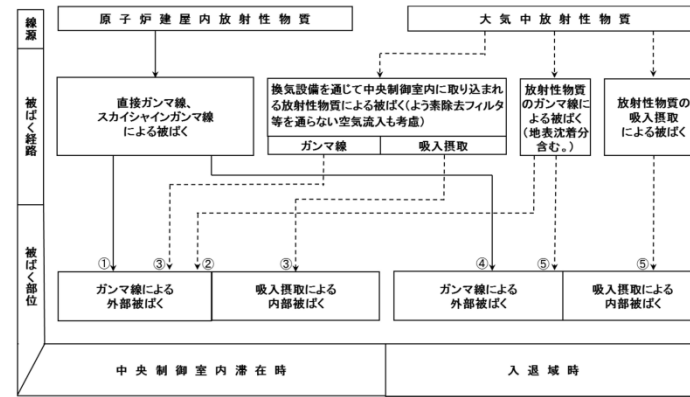 線源
原子炉建屋内放射性物質
大気中放射性物質
被ばく経路
直接ガンマ線、
スカイシャインガンマ線
による被ばく
換気設備を通じて中央制御室内に取り込まれ
る放射性物質による被ばく(よう素除去フィルタ
等を通らない空気流入も考慮)
ガンマ線
吸入摂取
放射性物質
のガンマ線に
よる被ばく
(地表沈着分
含む。)
放射性物質の
吸入摂取
による被ばく
被ばく部位
①
③
②
③
④
⑤
⑤
ガンマ線による
外部被ばく
吸入摂取による
内部被ばく
ガンマ線による
外部被ばく
吸入摂取による
内部被ばく
中央制御室内滞在時
入退域時